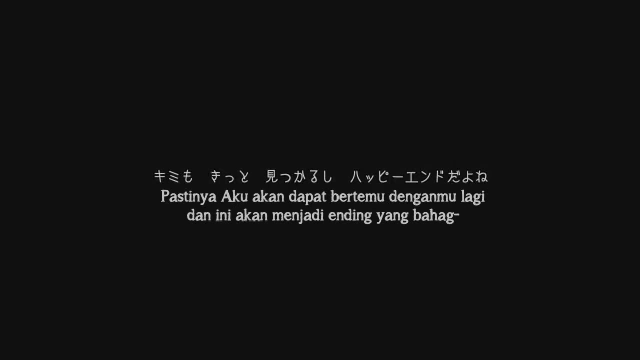 キミも きっと 見つかるし ハッピーエンドだよね
Pastinya Aku akan dapat bertemu denganmu lagi
dan ini akan menjadi ending yang bahag-